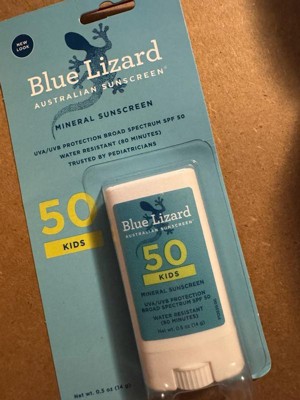 NEW
LOOK
Blue Lizard
AUSTRALIAN SUNSCREEN
MINERAL SUNSCREEN
UVA/UVB PROTECTION BROAD SPECTRUM SPF 50
WATER RESISTANT (80 MINUTES)
TRUSTED BY PEDIATRICIANS
50
KIDS
Net wt. 0.5 oz (14 g)
Blue Lizard
AUSTRALIAN SUNSCREEN
50
KIDS
MINERAL SUNSCREEN
UVA/UVB PROTECTION
BROAD SPECTRUM SPF 50
WATER RESISTANT
(80 MINUTES)
Net wt. 0.5 oz (14 g)